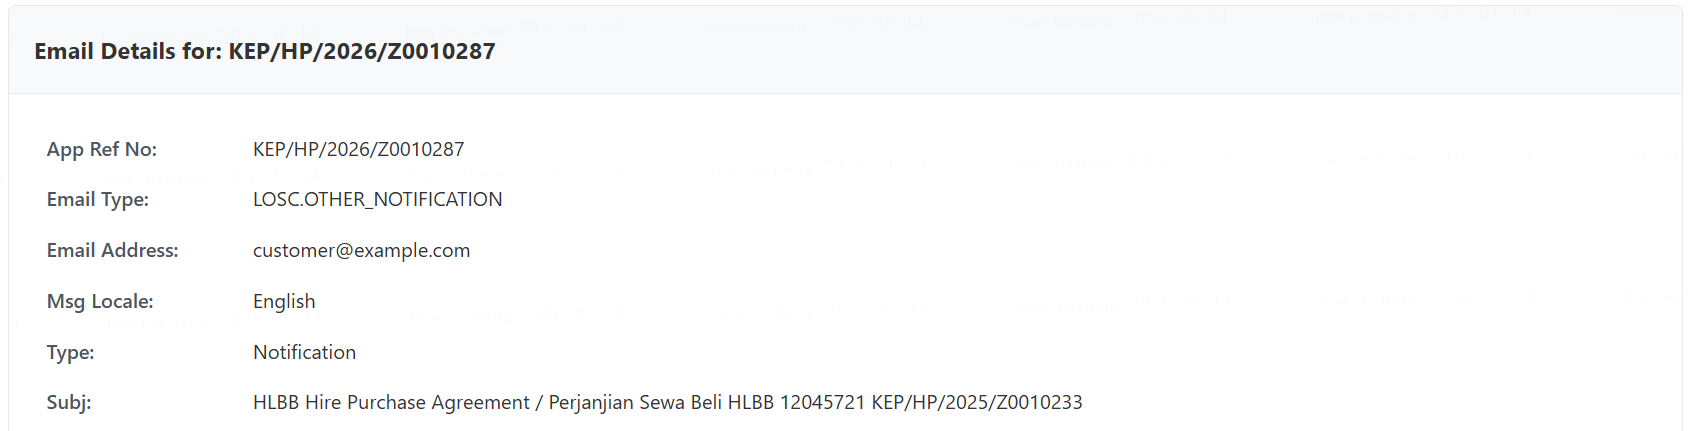 Email Details for: KEP/HP/2026/Z0010287
App Ref No: KEP/HP/2026/Z0010287
Email Type: LOSC.OTHER_NOTIFICATION
Email Address: customer@example.com
Msg Locale: English
Type: Notification
Subj: HLBB Hire Purchase Agreement / Perjanjian Sewa Beli HLBB 12045721 KEP/HP/2025/Z0010233